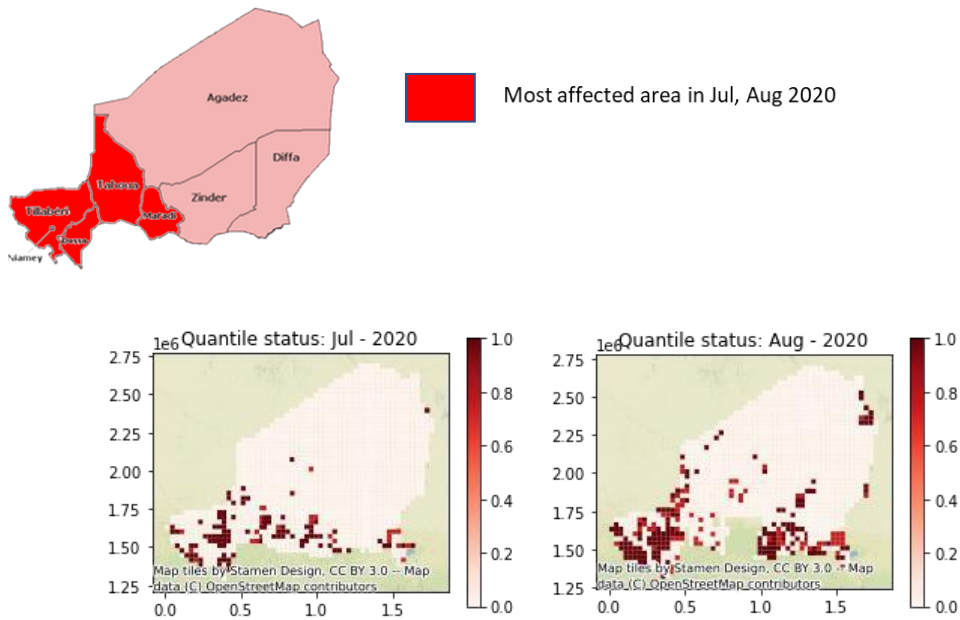 Agadez
Most affected area in Jul, Aug 2020
Diffa
Tahoua
Zinder
Tillabéri
Maradi
Dosso
Niamey
Quantile status: Jul - 2020
1e6
2.75
2.50
2.25
2.00
1.75
1.50
1.25
0.0 0.5 1.0 1.5
Map tiles by Stamen Design, CC BY 3.0 -- Map
data (C) OpenStreetMap contributors
1.0
0.8
0.6
0.4
0.2
0.0
Quantile status: Aug - 2020
1e6
2.75
2.50
2.25
2.00
1.75
1.50
1.25
0.0 0.5 1.0 1.5
Map tiles by Stamen Design, CC BY 3.0 -- Map
data (C) OpenStreetMap contributors
1.0
0.8
0.6
0.4
0.2
0.0